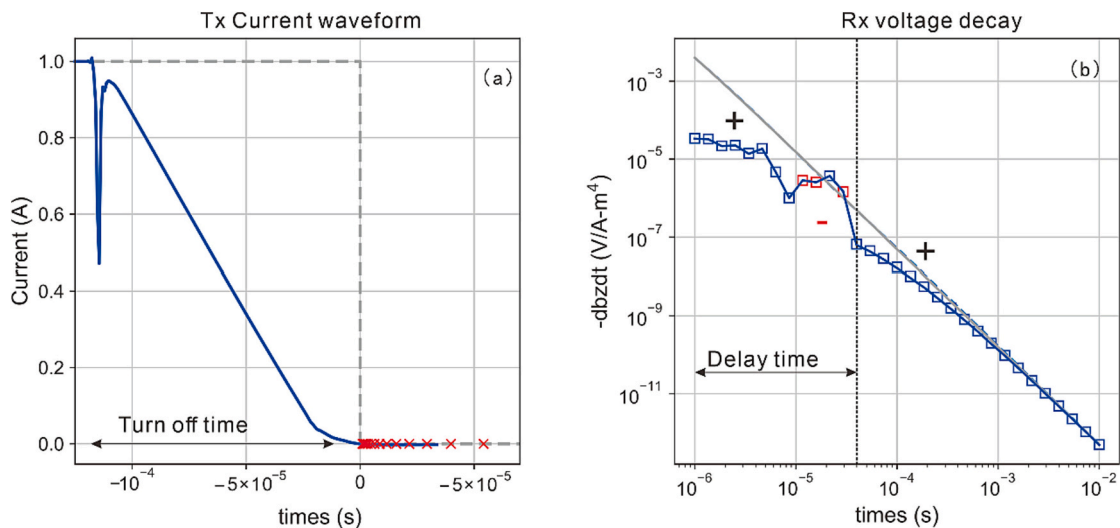 Tx Current waveform
(a)
Current (A)
1.0
0.8
0.6
0.4
0.2
0.0
Turn off time
−10⁻⁴
−5×10⁻⁵
0
−5×10⁻⁵
times (s)
Rx voltage decay
(b)
-dbzdt (V/A-m⁴)
10⁻³
10⁻⁵
10⁻⁷
10⁻⁹
10⁻¹¹
+
-
+
Delay time
10⁻⁶
10⁻⁵
10⁻⁴
10⁻³
10⁻²
times (s)